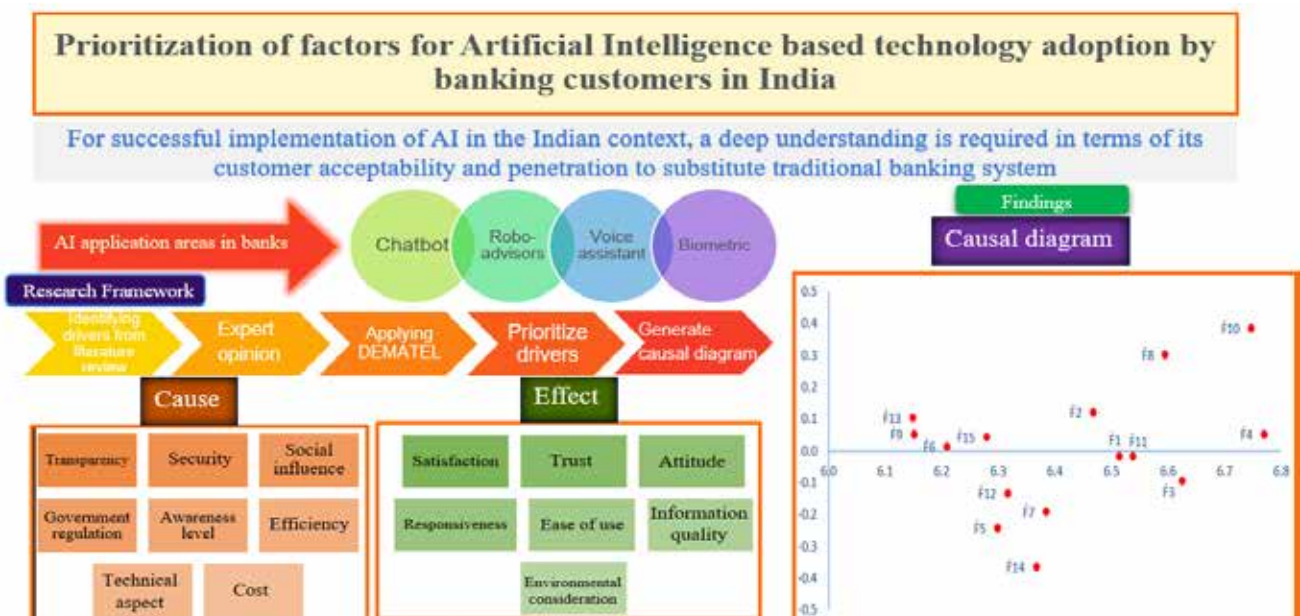 Prioritization of factors for Artificial Intelligence based technology adoption by
banking customers in India
For successful implementation of AI in the Indian context, a deep understanding is required in terms of its
customer acceptability and penetration to substitute traditional banking system
AI application areas in banks
Chatbot
Robo-
advisors
Voice
assistant
Biometric
Research Framework
Identifying
drivers from
literature
review
Expert
opinion
Applying
DEMATEL
Prioritize
drivers
Generate
causal diagram
Cause
Transparency
Security
Social
influence
Government
regulation
Awareness
level
Efficiency
Technical
aspect
Cost
Effect
Satisfaction
Trust
Attitude
Responsiveness
Ease of use
Information
quality
Environmental
consideration
Findings
Causal diagram
0.5
0.4
0.3
0.2
0.1
0.0
-0.1
-0.2
-0.3
-0.4
-0.5
6.0
6.1
6.2
6.3
6.4
6.5
6.6
6.7
6.8
F10
F8
F2
F13
F9
F6
F15
F1
F11
F4
F3
F12
F7
F5
F14